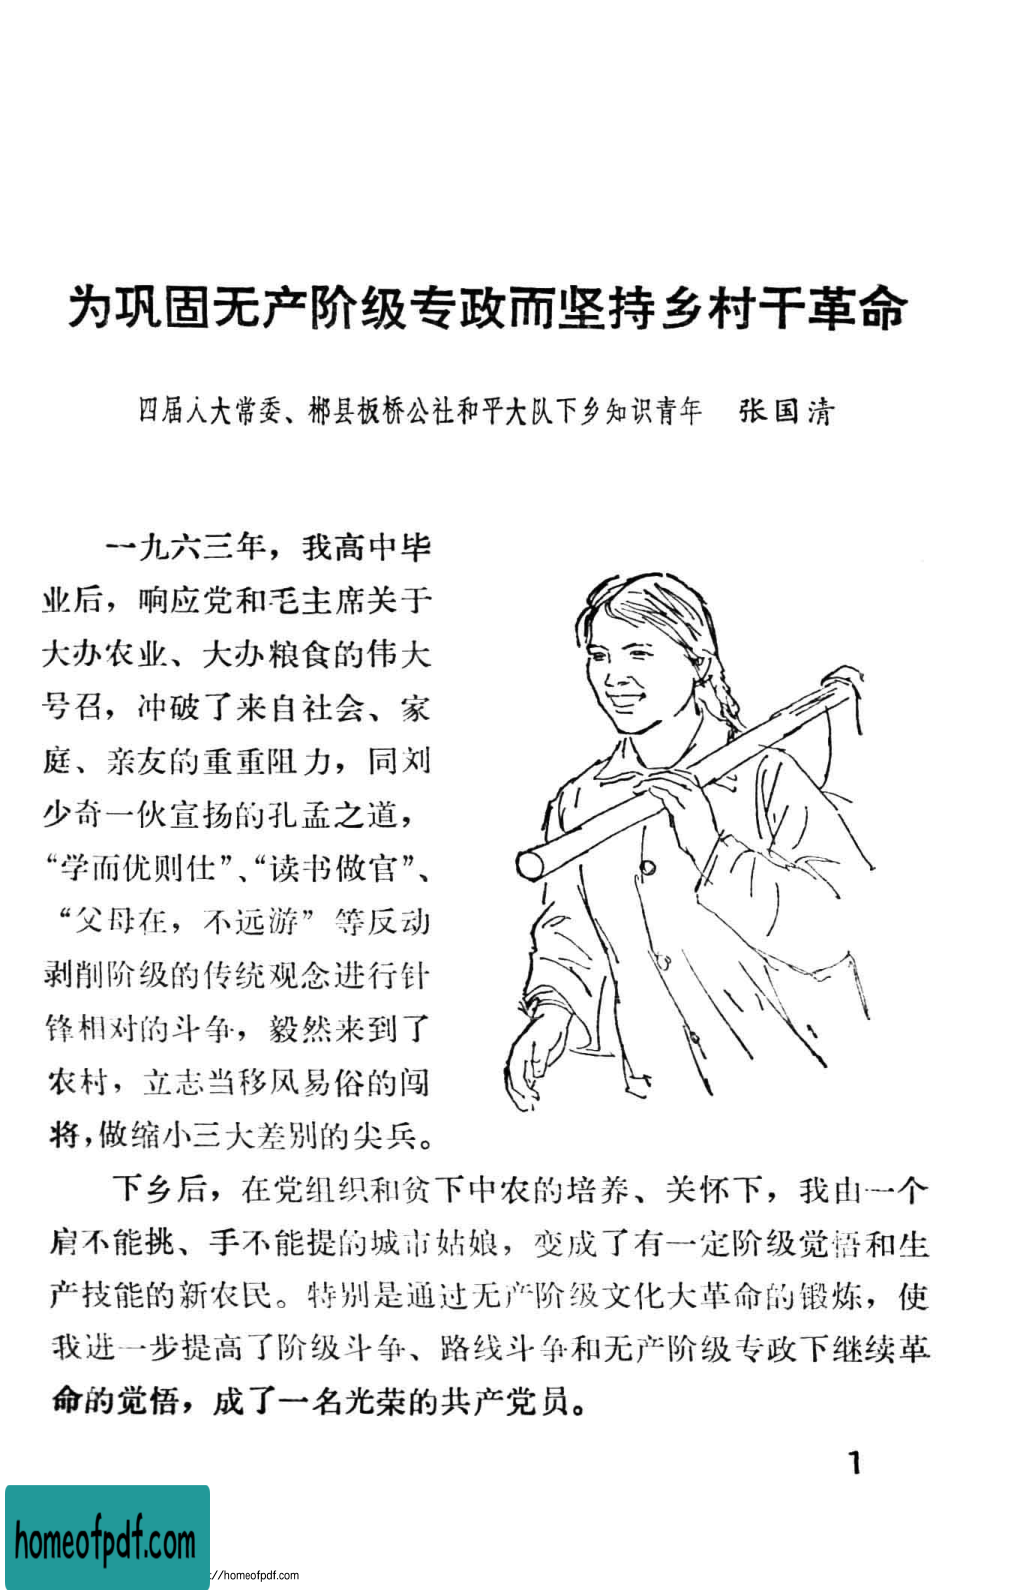 为巩固无产阶级专政而坚持乡村干革命
四届人大常委、郴县板桥公社和平大队下乡知识青年 张国清
一九六三年，我高中毕
业后，响应党和毛主席关于
大办农业、大办粮食的伟大
号召，冲破了来自社会、家
庭、亲友的重重阻力，同刘
少奇一伙宣扬的孔孟之道，
“学而优则仕”、“读书做官”、
“父母在，不远游”等反动
剥削阶级的传统观念进行针
锋相对的斗争，毅然来到了
农村，立志当移风易俗的闯
将，做缩小三大差别的尖兵。
下乡后，在党组织和贫下中农的培养、关怀下，我由一个
肩不能挑、手不能提的城市姑娘，变成了有一定阶级觉悟和生
产技能的新农民。特别是通过无产阶级文化大革命的锻炼，使
我进一步提高了阶级斗争、路线斗争和无产阶级专政下继续革
命的觉悟，成了一名光荣的共产党员。
1
homeofpdf.com
://homeofpdf.com